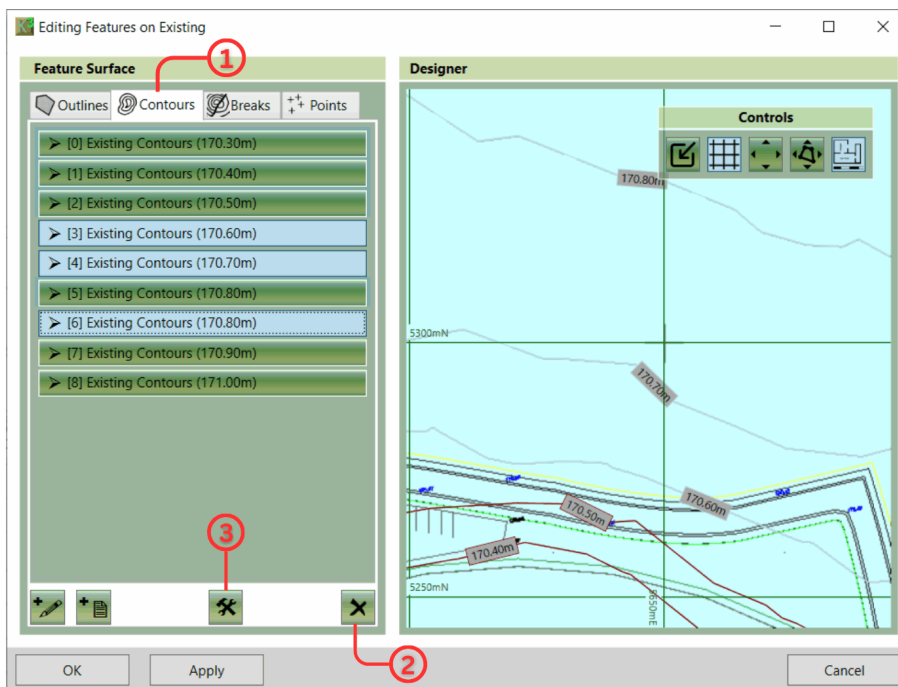 Editing Features on Existing
1
Feature Surface
Designer
Outlines
Contours
Breaks
Points
[0] Existing Contours (170.30m)
[1] Existing Contours (170.40m)
[2] Existing Contours (170.50m)
[3] Existing Contours (170.60m)
[4] Existing Contours (170.70m)
[5] Existing Contours (170.80m)
[6] Existing Contours (170.80m)
[7] Existing Contours (170.90m)
[8] Existing Contours (171.00m)
Controls
170.80m
5300mN
170.70m
170.60m
170.50m
170.40m
5250mN
3
2
OK
Apply
Cancel